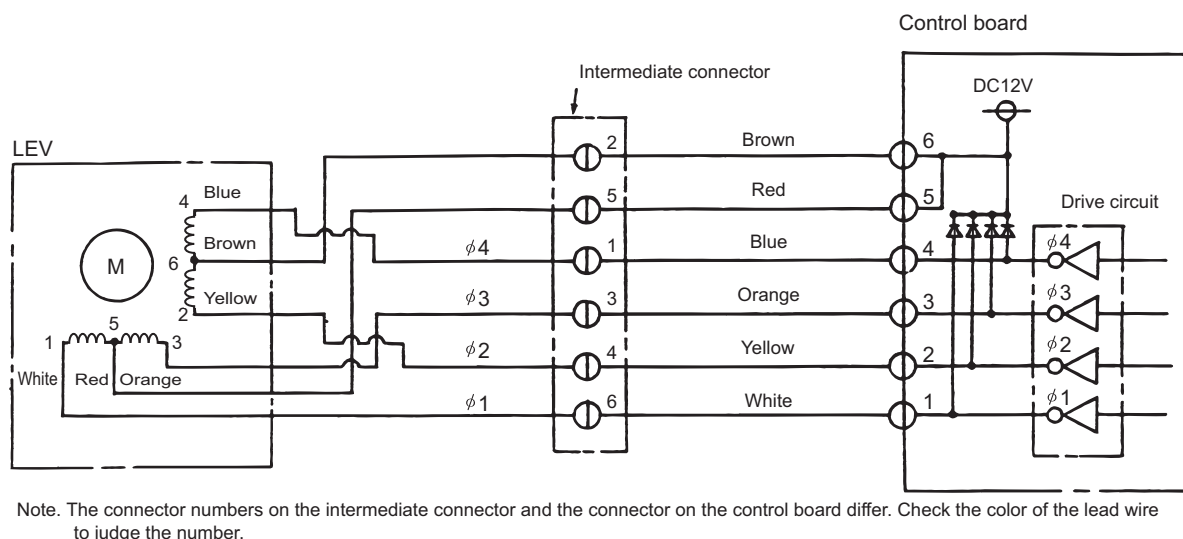 Control board
Intermediate connector
DC12V
LEV
2
Brown
6
Blue
4
5
Red
5
Drive circuit
Brown
ϕ4
1
Blue
4
ϕ4
M
6
Yellow
ϕ3
3
Orange
3
ϕ3
2
5
1
3
ϕ2
4
Yellow
2
ϕ2
White
Red
Orange
ϕ1
6
White
1
ϕ1
Note. The connector numbers on the intermediate connector and the connector on the control board differ. Check the color of the lead wire
to judge the number.